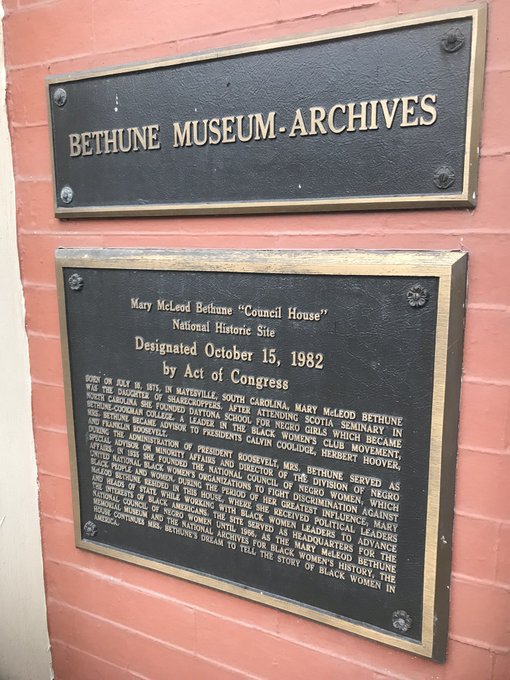 BETHUNE MUSEUM-ARCHIVES
Mary McLeod Bethune "Council House"
National Historic Site
Designated October 15, 1982
by Act of Congress
BORN ON JULY 10, 1875, IN MAYESVILLE, SOUTH CAROLINA, MARY McLEOD BETHUNE
WAS THE DAUGHTER OF SHARECROPPERS. AFTER ATTENDING SCOTIA SEMINARY IN
NORTH CAROLINA SHE FOUNDED DAYTONA SCHOOL FOR NEGRO GIRLS WHICH BECAME
BETHUNE-COOKMAN COLLEGE. A LEADER IN THE BLACK WOMEN'S CLUB MOVEMENT,
MRS. BETHUNE BECAME ADVISOR TO PRESIDENTS CALVIN COOLIDGE, HERBERT HOOVER,
AND FRANKLIN ROOSEVELT.
DURING THE ADMINISTRATION OF PRESIDENT ROOSEVELT, MRS. BETHUNE SERVED AS
SPECIAL ADVISOR ON MINORITY AFFAIRS AND DIRECTOR OF THE DIVISION OF NEGRO
AFFAIRS. IN 1935 SHE FOUNDED THE NATIONAL COUNCIL OF NEGRO WOMEN, WHICH
UNITED NATIONAL BLACK WOMEN'S ORGANIZATIONS TO FIGHT DISCRIMINATION AGAINST
BLACK PEOPLE AND WOMEN. DURING THE PERIOD OF HER GREATEST INFLUENCE, MARY
McLEOD BETHUNE RESIDED IN THIS HOUSE, WHERE SHE RECEIVED POLITICAL LEADERS
AND HEADS OF STATE WHILE WORKING WITH BLACK WOMEN LEADERS TO ADVANCE
THE INTERESTS OF BLACK AMERICANS. THE SITE SERVED AS HEADQUARTERS FOR THE
NATIONAL COUNCIL OF NEGRO WOMEN UNTIL 1966. AS THE MARY McLEOD BETHUNE
MEMORIAL MUSEUM AND THE NATIONAL ARCHIVES FOR BLACK WOMEN'S HISTORY, THE
HOUSE CONTINUES MRS. BETHUNE'S DREAM TO TELL THE STORY OF BLACK WOMEN IN
AMERICA.